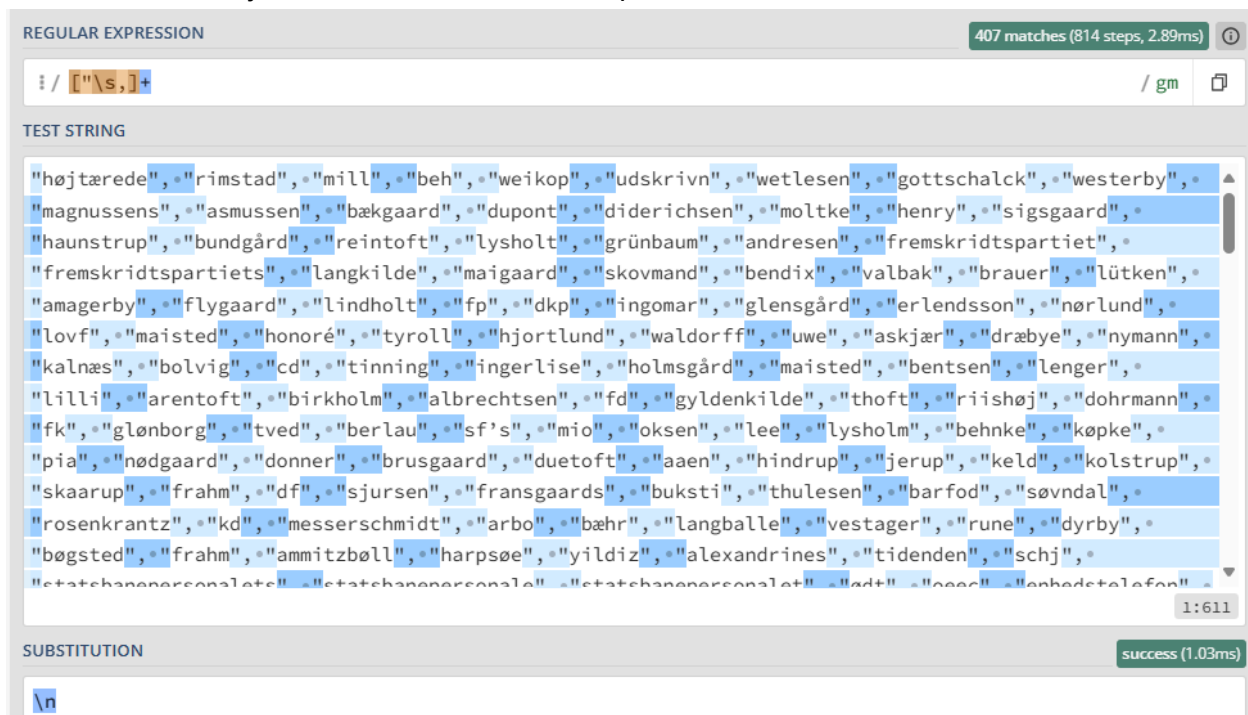 REGULAR EXPRESSION
407 matches (814 steps, 2.89ms)
/ ["\s,]+
/ gm
TEST STRING
"højtærede", "rimstad", "mill", "beh", "weikop", "udskrivn", "wetlesen", "gottschalck", "westerby",
"magnussens", "asmussen", "bækgaard", "dupont", "diderichsen", "moltke", "henry", "sigsgaard",
"haunstrup", "bundgård", "reintoft", "lysholt", "grünbaum", "andresen", "fremskridtspartiet",
"fremskridtspartiets", "langkilde", "maigaard", "skovmand", "bendix", "valbak", "brauer", "lütken",
"amagerby", "flygaard", "lindholt", "fp", "dkp", "ingomar", "glensgård", "erlendsson", "nørlund",
"lovf", "maisted", "honoré", "tyroll", "hjortlund", "waldorff", "uwe", "askjær", "dræbye", "nymann",
"kalnæs", "bolvig", "cd", "tinning", "ingerlise", "holmsgård", "maisted", "bentsen", "lenger",
"lilli", "arentoft", "birkholm", "albrechtsen", "fd", "gyldenkilde", "thoft", "riishøj", "dohrmann",
"fk", "glønborg", "tved", "berlau", "sf’s", "mio", "oksen", "lee", "lysholm", "behnke", "køpke",
"pia", "nødgaard", "donner", "brusgaard", "duetoft", "aaen", "hindrup", "jerup", "keld", "kolstrup",
"skaarup", "frahm", "df", "sjursen", "fransgaards", "buksti", "thulesen", "barfod", "søvndal",
"rosenkrantz", "kd", "messerschmidt", "arbo", "bæhr", "langballe", "vestager", "rune", "dyrby",
"bøgsted", "frahm", "ammitzbøll", "harpsøe", "yildiz", "alexandrines", "tidenden", "schj",
"statsbanepersonalets", "statsbanepersonale", "statsbanepersonalet", "ødt", "oeec", "enhedstelefon",
1:611
SUBSTITUTION
success (1.03ms)
\n